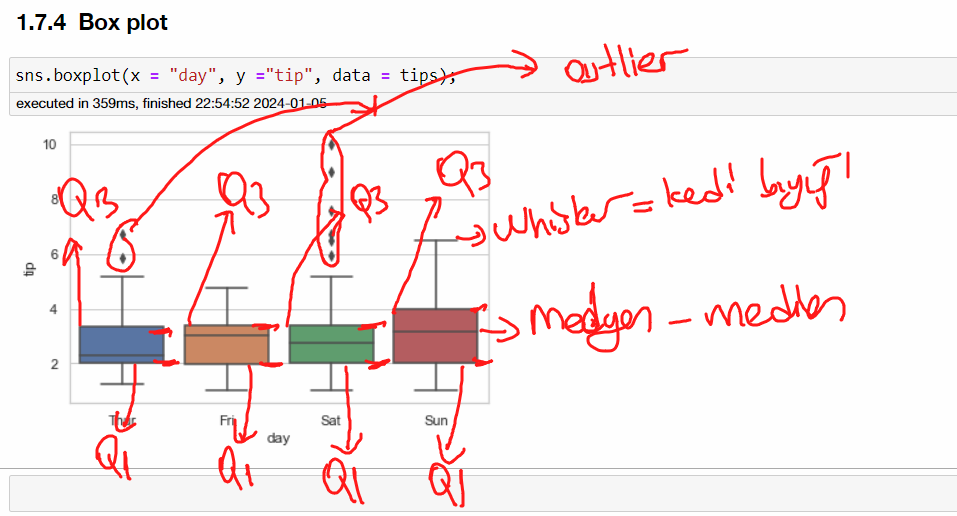 1.7.4 Box plot
sns.boxplot(x = "day", y ="tip", data = tips);
executed in 359ms, finished 22:54:52 2024-01-05
outlier
10
8
6
4
2
tip
Q3
Q3
Q3
Q3
whisker = kedi bıyığı
medyan - median
Thur
Fri
Sat
Sun
day
Q1
Q1
Q1
Q1